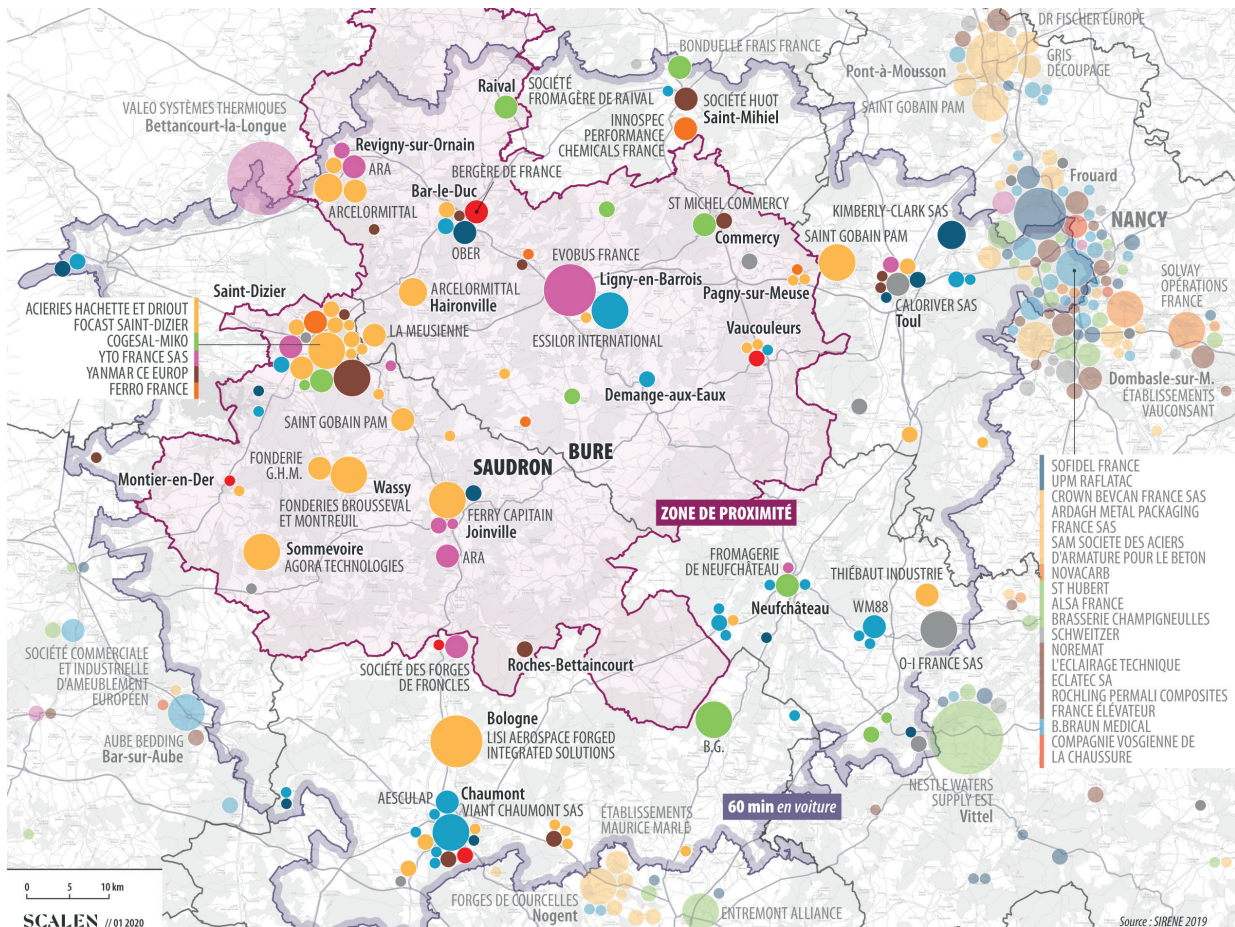 DR FISCHER EUROPE
BONDUELLE FRAIS FRANCE
GRIS
DÉCOUPAGE
Pont-à-Mousson
SAINT GOBAIN PAM
Raival
SOCIÉTÉ
FROMAGÈRE DE RAIVAL
SOCIÉTÉ HUOT
Saint-Mihiel
INNOSPEC
PERFORMANCE
CHEMICALS FRANCE
VALEO SYSTÈMES THERMIQUES
Bettancourt-la-Longue
Revigny-sur-Ornain
ARA
ARCELORMITTAL
BERGÈRE DE FRANCE
Bar-le-Duc
OBER
ST MICHEL COMMERCY
Commercy
KIMBERLY-CLARK SAS
SAINT GOBAIN PAM
Frouard
NANCY
EVOBUS FRANCE
Ligny-en-Barrois
ESSILOR INTERNATIONAL
Pagny-sur-Meuse
CALORIVER SAS
Toul
SOLVAY
OPÉRATIONS
FRANCE
ARCELORMITTAL
Haironville
Saint-Dizier
ACIERIES HACHETTE ET DRIOUT
FOCAST SAINT-DIZIER
COGESAL-MIKO
YTO FRANCE SAS
YANMAR CE EUROP
FERRO FRANCE
LA MEUSIENNE
Vaucouleurs
Demange-aux-Eaux
Dombasle-sur-M.
ÉTABLISSEMENTS
VAUCONSANT
SAINT GOBAIN PAM
BURE
SAUDRON
FONDERIE
G.H.M.
Montier-en-Der
Wassy
FONDERIES BROUSSEVAL
ET MONTREUIL
FERRY CAPITAIN
Joinville
ARA
Sommevoire
AGORA TECHNOLOGIES
ZONE DE PROXIMITÉ
FROMAGERIE
DE NEUFCHÂTEAU
Neufchâteau
THIÉBAUT INDUSTRIE
WM88
O-I FRANCE SAS
SOFIDEL FRANCE
UPM RAFLATAC
CROWN BEVCAN FRANCE SAS
ARDAGH METAL PACKAGING
FRANCE SAS
SAM SOCIETE DES ACIERS
D'ARMATURE POUR LE BETON
NOVACARB
ST HUBERT
ALSA FRANCE
BRASSERIE CHAMPIGNEULLES
SCHWEITZER
NOREMAT
L'ECLAIRAGE TECHNIQUE
ECLATEC SA
ROCHLING PERMALI COMPOSITES
FRANCE ÉLÉVATEUR
B.BRAUN MEDICAL
COMPAGNIE VOSGIENNE DE
LA CHAUSSURE
SOCIÉTÉ COMMERCIALE
ET INDUSTRIELLE
D'AMEUBLEMENT
EUROPÉEN
AUBE BEDDING
Bar-sur-Aube
SOCIÉTÉ DES FORGES
DE FRONCLES
Roches-Bettaincourt
Bologne
LISI AEROSPACE FORGED
INTEGRATED SOLUTIONS
B.G.
NESTLE WATERS
SUPPLY EST
Vittel
AESCULAP
Chaumont
VIANT CHAUMONT SAS
60 min en voiture
ÉTABLISSEMENTS
MAURICE MARLE
FORGES DE COURCELLES
Nogent
ENTREMONT ALLIANCE
0 5 10 km
SCALEN // 01 2020
Source : SIRENE 2019